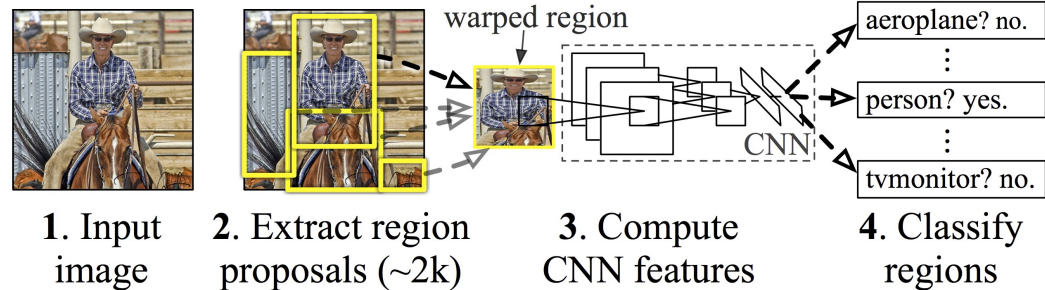 warped region
aeroplane? no.
person? yes.
CNN
tvmonitor? no.
1. Input
image
2. Extract region
proposals (~2k)
3. Compute
CNN features
4. Classify
regions